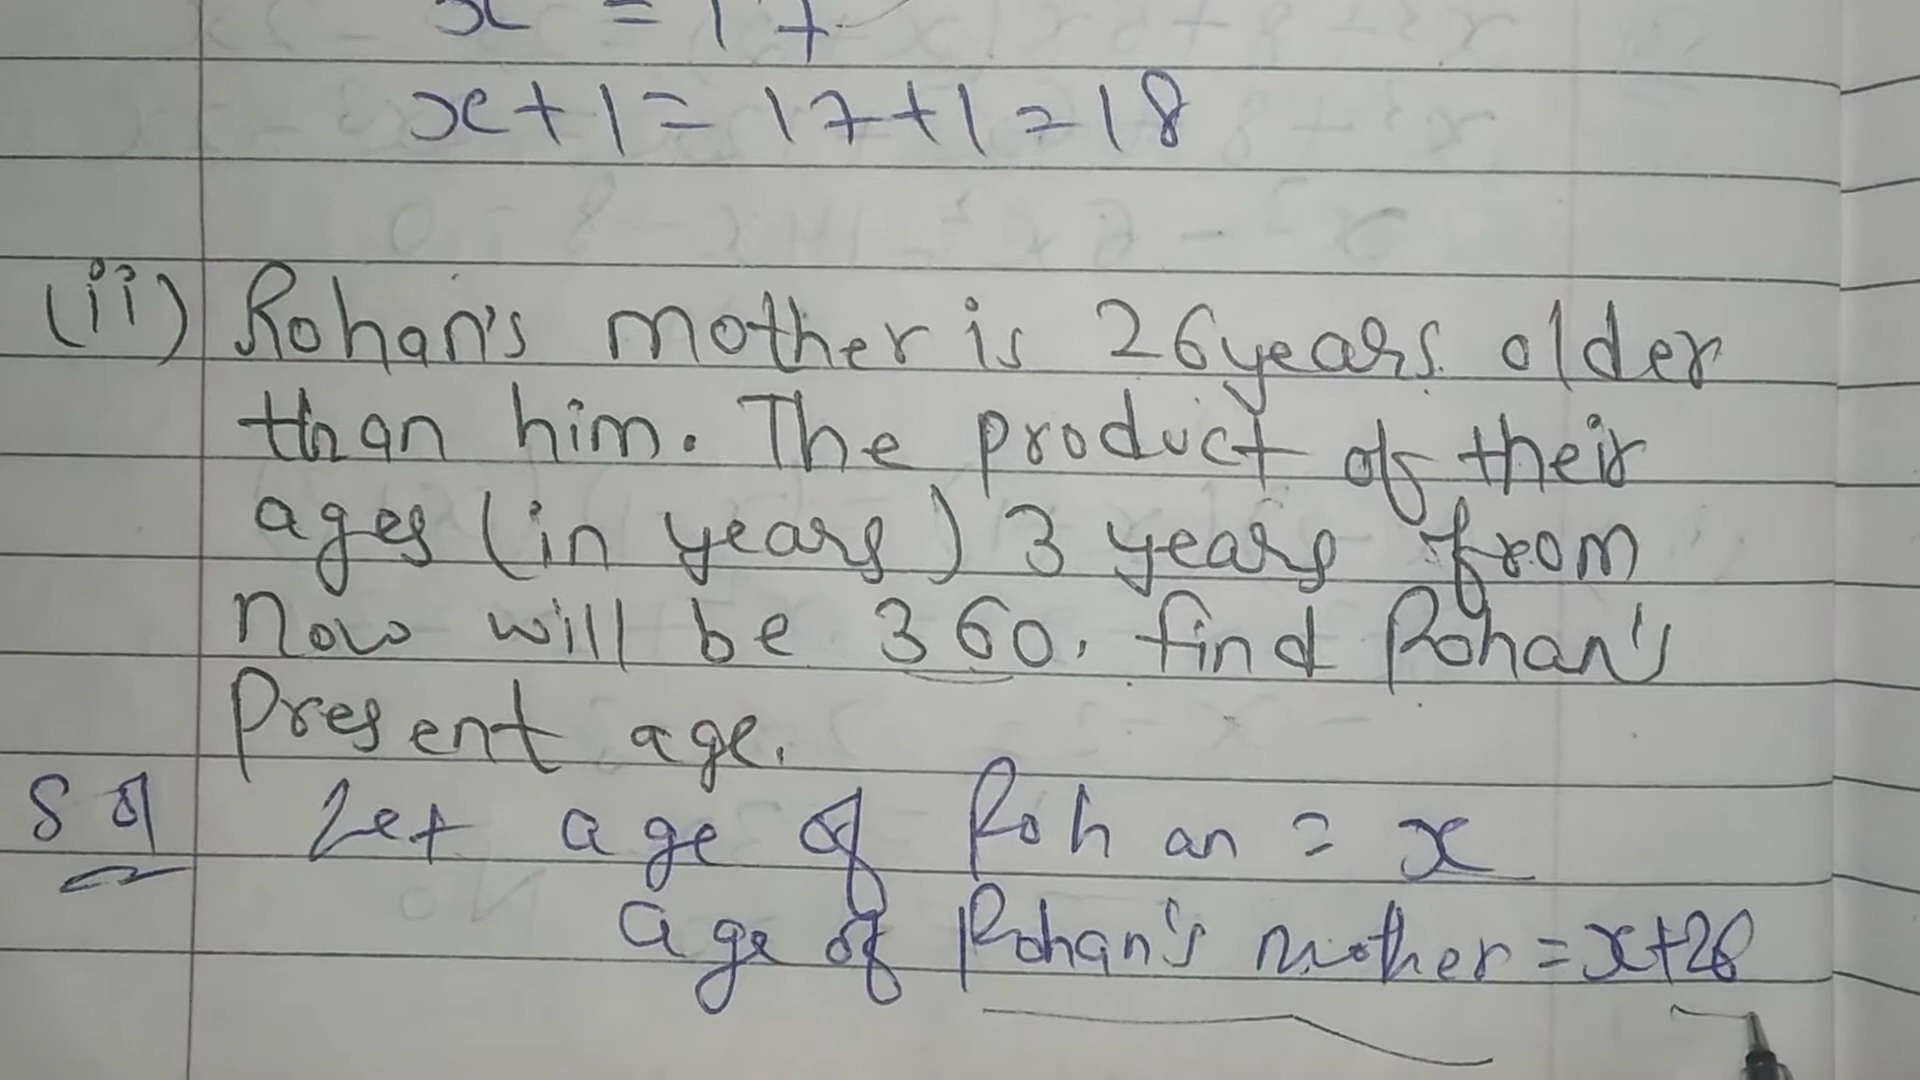 x = 17
x+1 = 17+1 = 18
(ii) Rohan's mother is 26 years older
than him. The product of their
ages (in years) 3 years from
now will be 360. find Rohan's
Present age.
Sol Let age of Rohan = x
age of Rohan's mother = x+26